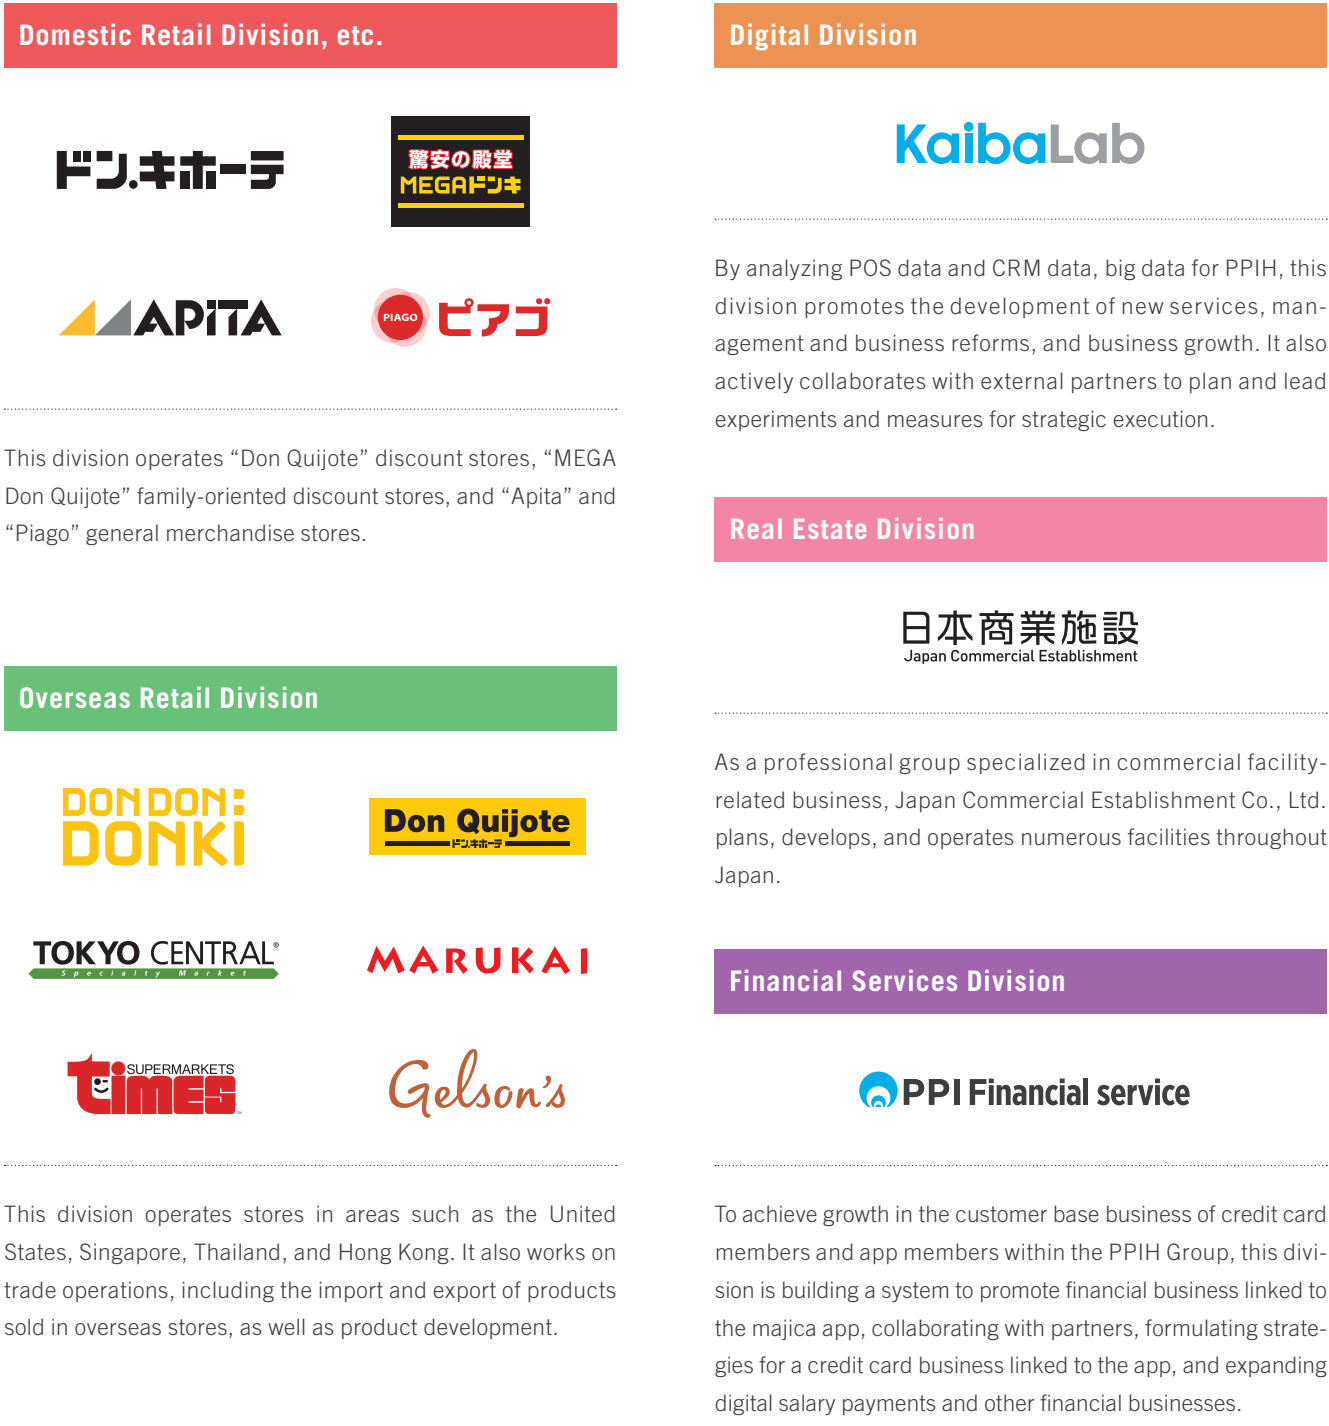 Domestic Retail Division, etc.
ドン.キホーテ
驚安の殿堂
MEGAドンキ
APiTA
PIAGO ピアゴ
This division operates “Don Quijote” discount stores, “MEGA
Don Quijote” family-oriented discount stores, and “Apita” and
“Piago” general merchandise stores.
Overseas Retail Division
DON DON:
DONKi
Don Quijote
ドン.キホーテ
TOKYO CENTRAL®
Specialty Market
MARUKAI
SUPERMARKETS
Times
Gelson's
This division operates stores in areas such as the United
States, Singapore, Thailand, and Hong Kong. It also works on
trade operations, including the import and export of products
sold in overseas stores, as well as product development.
Digital Division
KaibaLab
By analyzing POS data and CRM data, big data for PPIH, this
division promotes the development of new services, man-
agement and business reforms, and business growth. It also
actively collaborates with external partners to plan and lead
experiments and measures for strategic execution.
Real Estate Division
日本商業施設
Japan Commercial Establishment
As a professional group specialized in commercial facility-
related business, Japan Commercial Establishment Co., Ltd.
plans, develops, and operates numerous facilities throughout
Japan.
Financial Services Division
PPI Financial service
To achieve growth in the customer base business of credit card
members and app members within the PPIH Group, this divi-
sion is building a system to promote financial business linked to
the majica app, collaborating with partners, formulating strate-
gies for a credit card business linked to the app, and expanding
digital salary payments and other financial businesses.